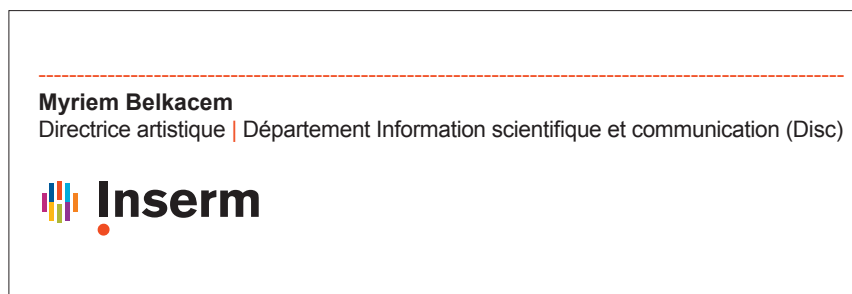 Myriem Belkacem
Directrice artistique | Département Information scientifique et communication (Disc)
Inserm